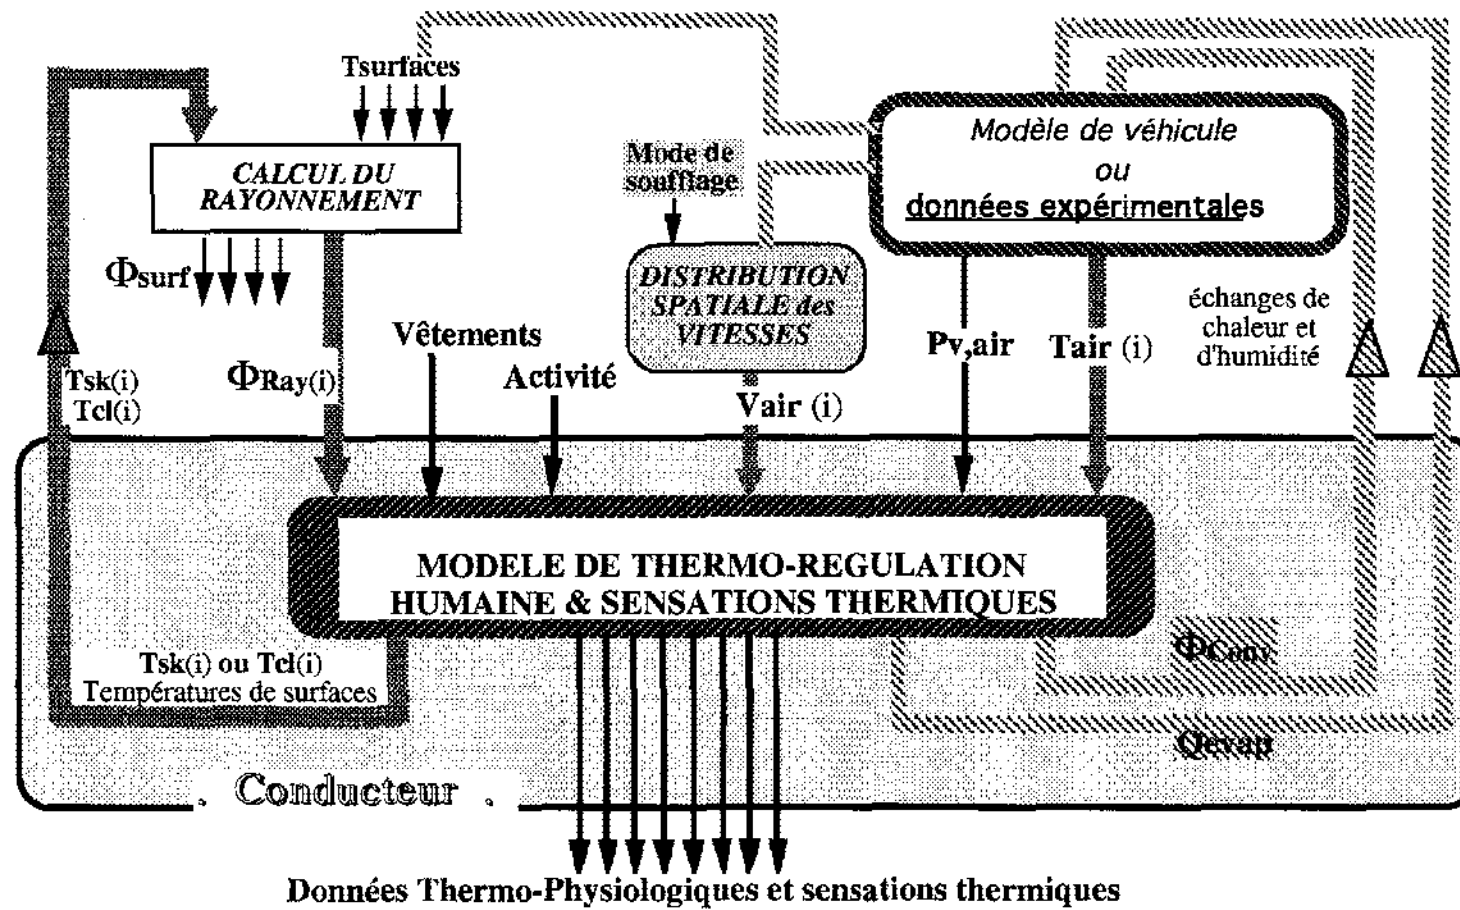 Tsurfaces
CALCUL DU
RAYONNEMENT
Φsurf
Mode de
soufflage
Modèle de véhicule
ou
données expérimentales
DISTRIBUTION
SPATIALE des
VITESSES
échanges de
chaleur et
d'humidité
Vêtements
Activité
ΦRay(i)
Tsk(i)
Tcl(i)
Vair (i)
Pv,air
Tair (i)
MODELE DE THERMO-REGULATION
HUMAINE & SENSATIONS THERMIQUES
Tsk(i) ou Tcl(i)
Températures de surfaces
ΦConv
Qevap
. Conducteur .
Données Thermo-Physiologiques et sensations thermiques